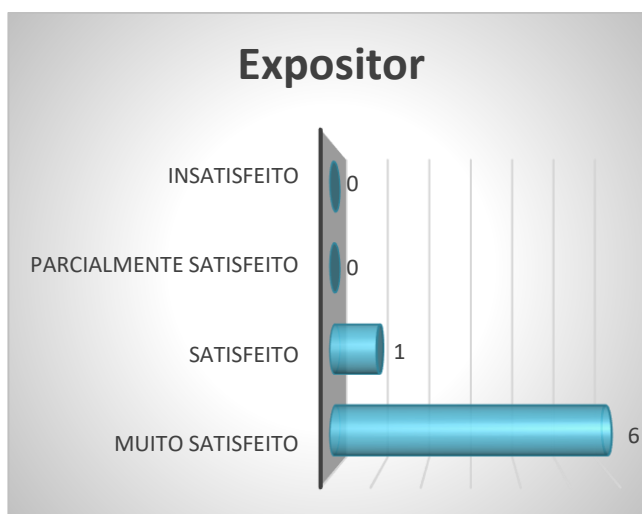 Expositor
INSATISFEITO 0
PARCIALMENTE SATISFEITO 0
SATISFEITO 1
MUITO SATISFEITO 6